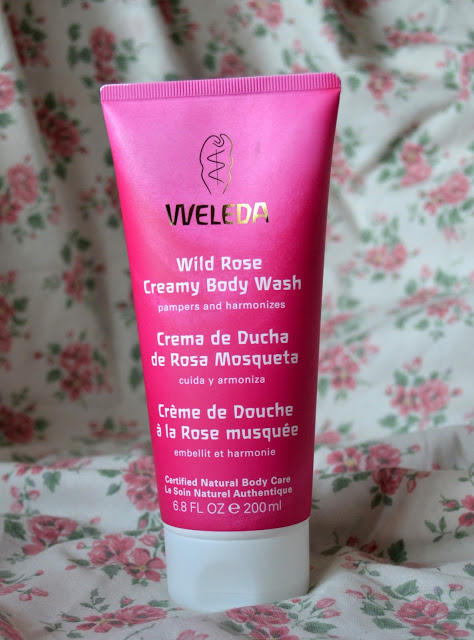 WELEDA
Wild Rose
Creamy Body Wash
pampers and harmonizes
Crema de Ducha
de Rosa Mosqueta
cuida y armoniza
Crème de Douche
à la Rose musquée
embellit et harmonie
Certified Natural Body Care
Le Soin Naturel Authentique
6.8 FL OZ ℮ 200ml